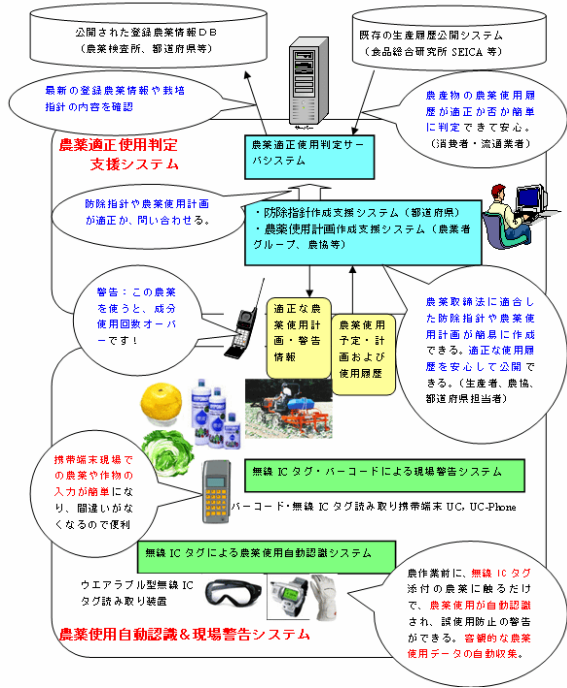 公開された登録農薬情報ＤＢ
（農薬検査所、都道府県等）
既存の生産履歴公開システム
（食品総合研究所 SEICA 等）
最新の登録農薬情報や栽培
指針の内容を確認
農産物の農薬使用履
歴が適正か否か簡単
に判定できて安心。
（消費者・流通業者）
農薬適正使用判定
支援システム
農薬適正使用判定サー
バシステム
防除指針や農薬使用計画
が適正か、問い合わせる。
・防除指針作成支援システム（都道府県）
・農薬使用計画作成支援システム（農業者
グループ、農協等）
警告：この農薬
を使うと、成分
使用回数オーバ
ーです！
適正な農
薬使用計
画・警告
情報
農薬使用
予定・計
画および
使用履歴
農薬取締法に適合し
た防除指針や農薬
使用計画が簡易に作成
できる。適正な使用履
歴を安心して公開で
きる。（生産者、農協、
都道府県担当者）
携帯端末現場で
の農薬や作物の
入力が簡単にな
り、間違いがな
くなるので便利
無線 IC タグ・バーコードによる現場警告システム
バーコード・無線 IC タグ読み取り携帯端末 UC, UC-Phone
無線 IC タグによる農薬使用自動認識システム
ウエアラブル型無線 IC
タグ読み取り装置
農作業前に、無線 IC タグ
添付の農薬に触るだけ
で、農薬使用が自動認識
され、誤使用防止の警告
ができる。客観的な農薬
使用データの自動収集。
農薬使用自動認識＆現場警告システム